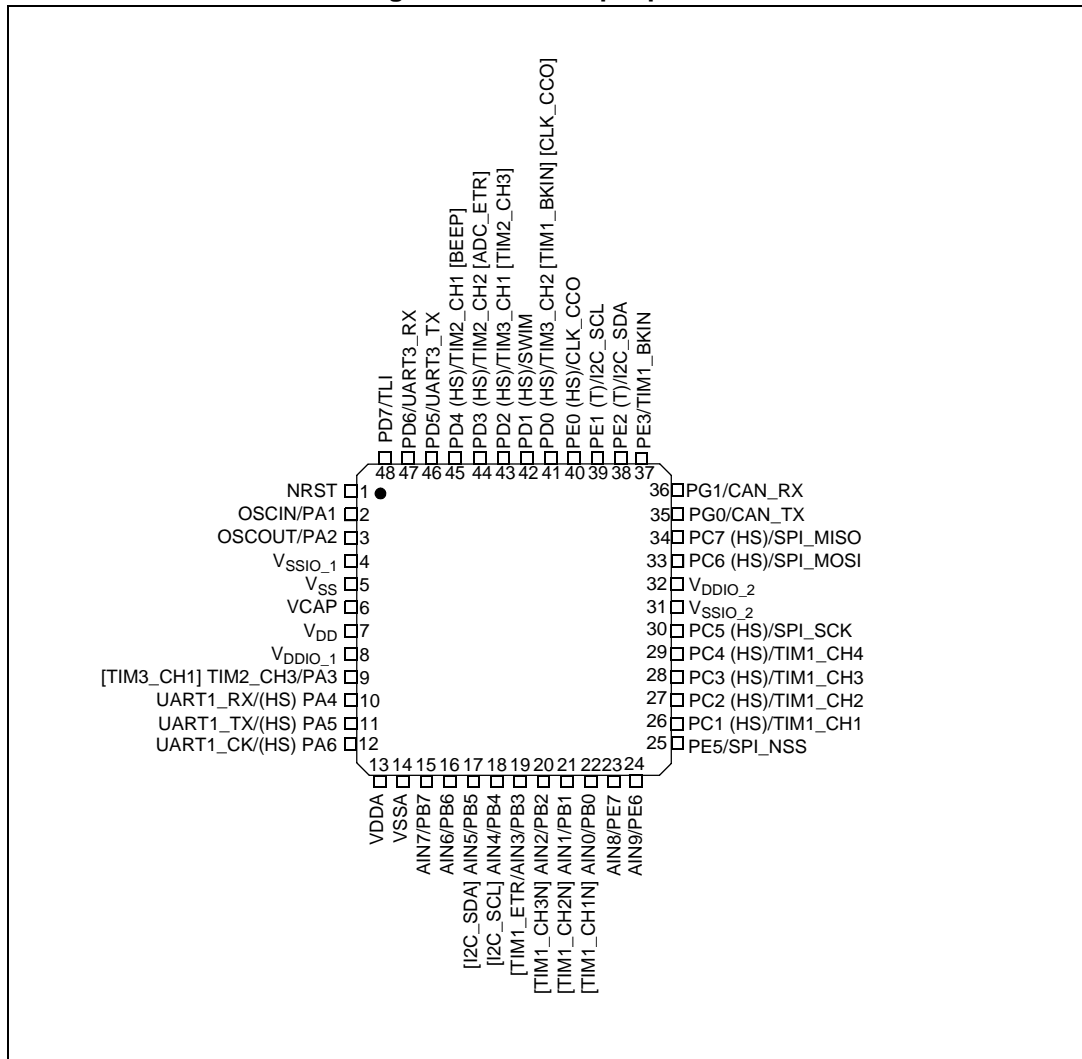 PD7/TLI
PD6/UART3_RX
PD5/UART3_TX
PD4 (HS)/TIM2_CH1 [BEEP]
PD3 (HS)/TIM2_CH2 [ADC_ETR]
PD2 (HS)/TIM3_CH1 [TIM2_CH3]
PD1 (HS)/SWIM
PD0 (HS)/TIM3_CH2 [TIM1_BKIN] [CLK_CCO]
PE0 (HS)/CLK_CCO
PE1 (T)/I2C_SCL
PE2 (T)/I2C_SDA
PE3/TIM1_BKIN
48 47 46 45 44 43 42 41 40 39 38 37
NRST 1
OSCIN/PA1 2
OSCOUT/PA2 3
VSSIO_1 4
VSS 5
VCAP 6
VDD 7
VDDIO_1 8
[TIM3_CH1] TIM2_CH3/PA3 9
UART1_RX/(HS) PA4 10
UART1_TX/(HS) PA5 11
UART1_CK/(HS) PA6 12
36 PG1/CAN_RX
35 PG0/CAN_TX
34 PC7 (HS)/SPI_MISO
33 PC6 (HS)/SPI_MOSI
32 VDDIO_2
31 VSSIO_2
30 PC5 (HS)/SPI_SCK
29 PC4 (HS)/TIM1_CH4
28 PC3 (HS)/TIM1_CH3
27 PC2 (HS)/TIM1_CH2
26 PC1 (HS)/TIM1_CH1
25 PE5/SPI_NSS
13 14 15 16 17 18 19 20 21 22 23 24
VDDA
VSSA
AIN7/PB7
AIN6/PB6
[I2C_SDA] AIN5/PB5
[I2C_SCL] AIN4/PB4
[TIM1_ETR/AIN3/PB3
[TIM1_CH3N] AIN2/PB2
[TIM1_CH2N] AIN1/PB1
[TIM1_CH1N] AIN0/PB0
AIN8/PE7
AIN9/PE6